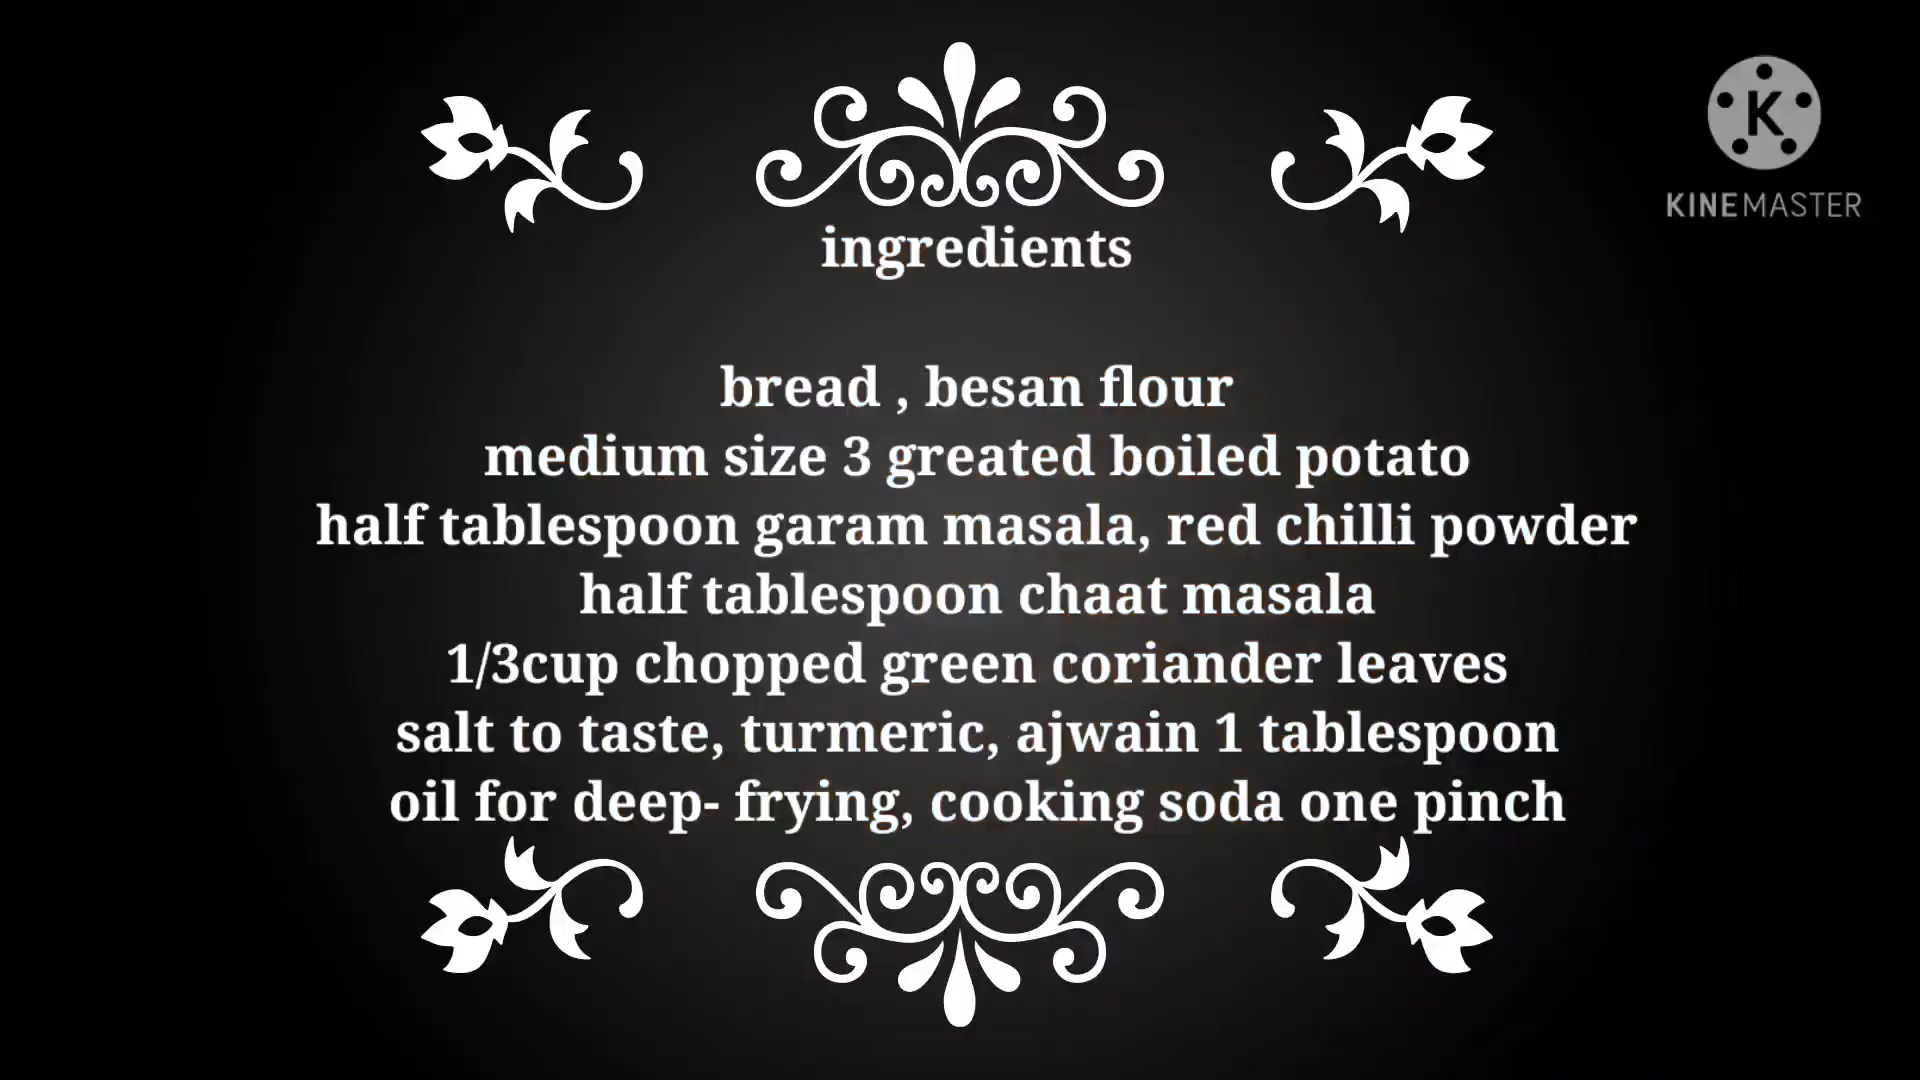 K
KINEMASTER
ingredients
bread , besan flour
medium size 3 greated boiled potato
half tablespoon garam masala, red chilli powder
half tablespoon chaat masala
1/3cup chopped green coriander leaves
salt to taste, turmeric, ajwain 1 tablespoon
oil for deep- frying, cooking soda one pinch